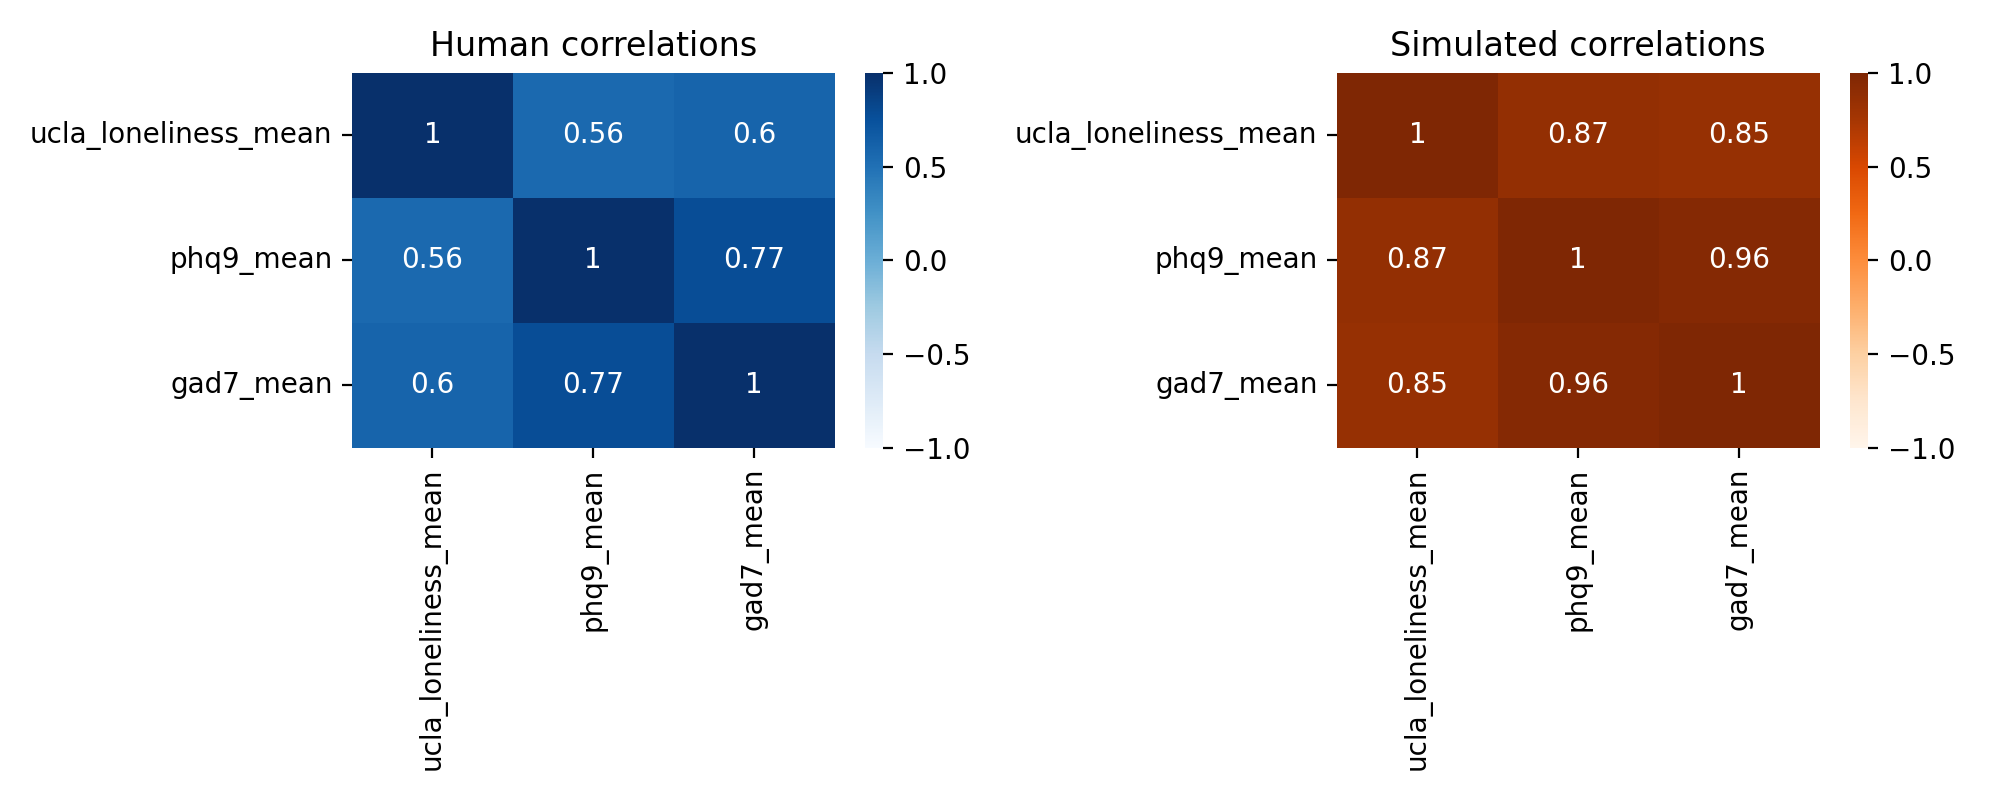 Human correlations
ucla_loneliness_mean
phq9_mean
gad7_mean
1 0.56 0.6
0.56 1 0.77
0.6 0.77 1
1.0
0.5
0.0
−0.5
−1.0
ucla_loneliness_mean
phq9_mean
gad7_mean
Simulated correlations
ucla_loneliness_mean
phq9_mean
gad7_mean
1 0.87 0.85
0.87 1 0.96
0.85 0.96 1
1.0
0.5
0.0
−0.5
−1.0
ucla_loneliness_mean
phq9_mean
gad7_mean